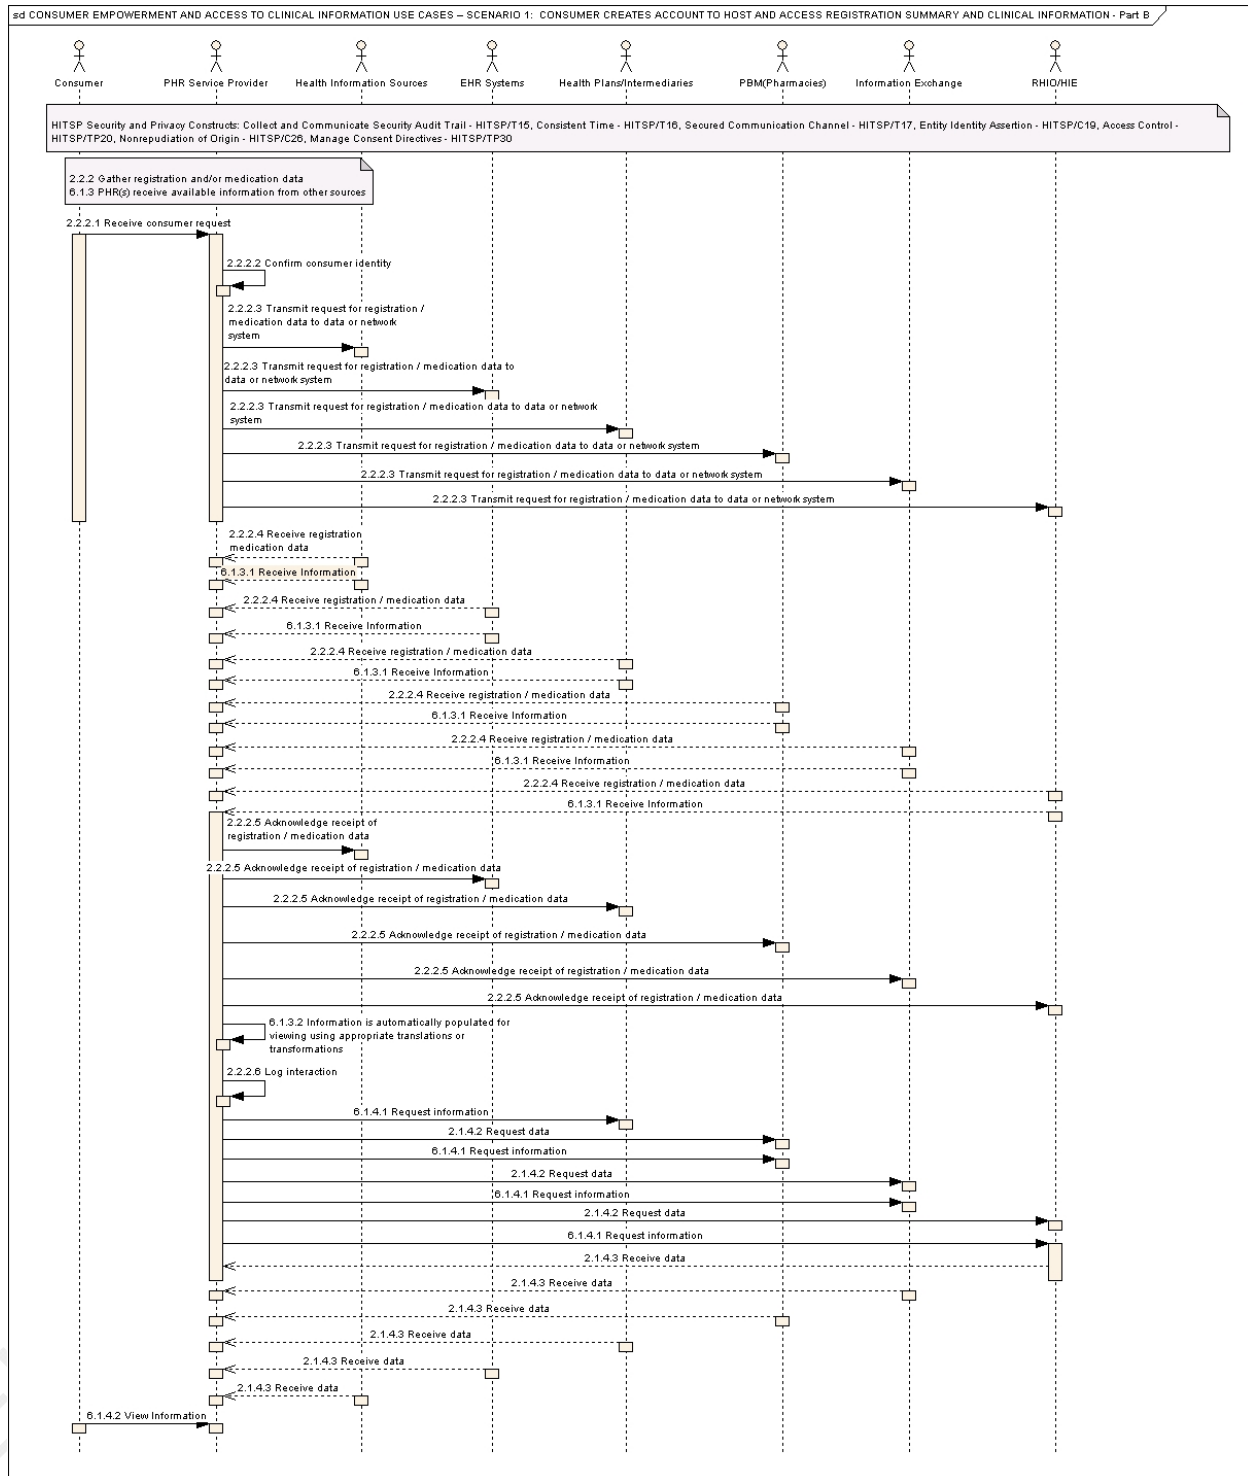 sd CONSUMER EMPOWERMENT AND ACCESS TO CLINICAL INFORMATION USE CASES – SCENARIO 1:  CONSUMER CREATES ACCOUNT TO HOST AND ACCESS REGISTRATION SUMMARY AND CLINICAL INFORMATION - Part B
Consumer
PHR Service Provider
Health Information Sources
EHR Systems
Health Plans/Intermediaries
PBM(Pharmacies)
Information Exchange
RHIO/HIE
HITSP Security and Privacy Constructs: Collect and Communicate Security Audit Trail - HITSP/T15, Consistent Time - HITSP/T16, Secured Communication Channel - HITSP/T17, Entity Identity Assertion - HITSP/C19, Access Control -
HITSP/TP20, Nonrepudiation of Origin - HITSP/C26, Manage Consent Directives - HITSP/TP30
2.2.2 Gather registration and/or medication data
6.1.3 PHR(s) receive available information from other sources
2.2.2.1 Receive consumer request
2.2.2.2 Confirm consumer identity
2.2.2.3 Transmit request for registration /
medication data to data or network
system
2.2.2.3 Transmit request for registration / medication data to
data or network system
2.2.2.3 Transmit request for registration / medication data to data or network
system
2.2.2.3 Transmit request for registration / medication data to data or network system
2.2.2.3 Transmit request for registration / medication data to data or network system
2.2.2.3 Transmit request for registration / medication data to data or network system
2.2.2.4 Receive registration
medication data
6.1.3.1 Receive Information
2.2.2.4 Receive registration / medication data
6.1.3.1 Receive Information
2.2.2.4 Receive registration / medication data
6.1.3.1 Receive Information
2.2.2.4 Receive registration / medication data
6.1.3.1 Receive Information
2.2.2.4 Receive registration / medication data
6.1.3.1 Receive Information
2.2.2.4 Receive registration / medication data
6.1.3.1 Receive Information
2.2.2.5 Acknowledge receipt of
registration / medication data
2.2.2.5 Acknowledge receipt of registration / medication data
2.2.2.5 Acknowledge receipt of registration / medication data
2.2.2.5 Acknowledge receipt of registration / medication data
2.2.2.5 Acknowledge receipt of registration / medication data
2.2.2.5 Acknowledge receipt of registration / medication data
6.1.3.2 Information is automatically populated for
viewing using appropriate translations or
transformations
2.2.2.6 Log interaction
6.1.4.1 Request information
2.1.4.2 Request data
6.1.4.1 Request information
2.1.4.2 Request data
6.1.4.1 Request information
2.1.4.2 Request data
6.1.4.1 Request information
2.1.4.3 Receive data
2.1.4.3 Receive data
2.1.4.3 Receive data
2.1.4.3 Receive data
2.1.4.3 Receive data
2.1.4.3 Receive data
6.1.4.2 View Information